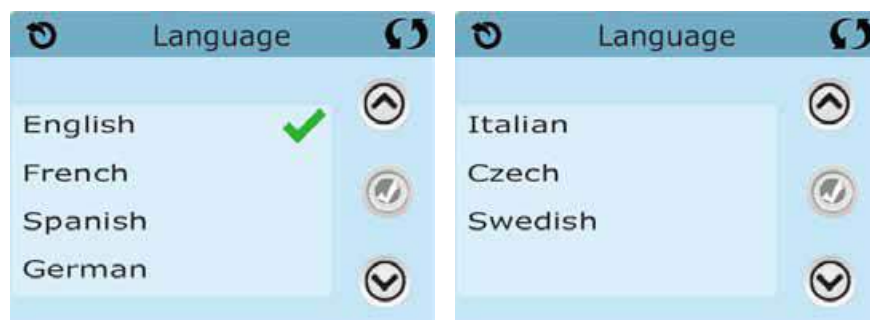 Language
English
French
Spanish
German
Language
Italian
Czech
Swedish